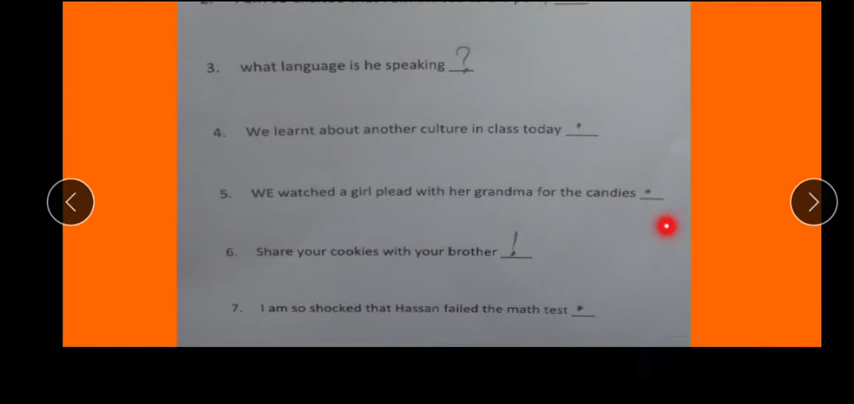 3. what language is he speaking ?
4. We learnt about another culture in class today .
5. WE watched a girl plead with her grandma for the candies .
6. Share your cookies with your brother !
7. I am so shocked that Hassan failed the math test .